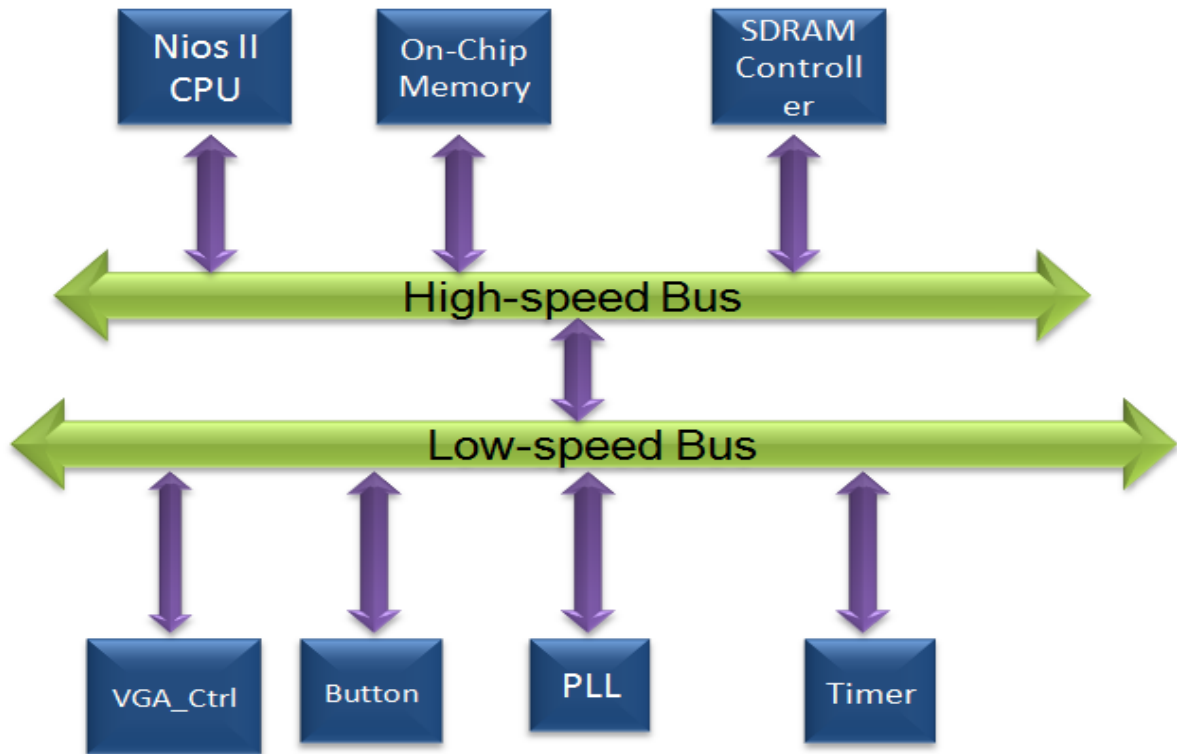 Nios II
CPU
On-Chip
Memory
SDRAM
Controll
er
High-speed Bus
Low-speed Bus
VGA_Ctrl
Button
PLL
Timer